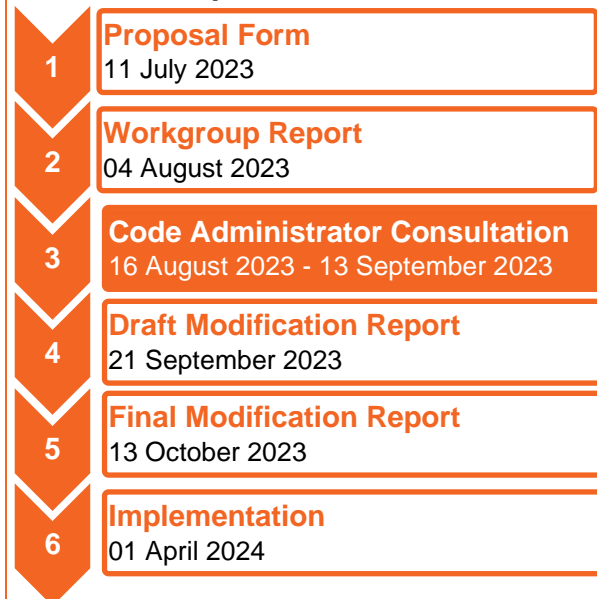 1
Proposal Form
11 July 2023
2
Workgroup Report
04 August 2023
3
Code Administrator Consultation
16 August 2023 - 13 September 2023
4
Draft Modification Report
21 September 2023
5
Final Modification Report
13 October 2023
6
Implementation
01 April 2024